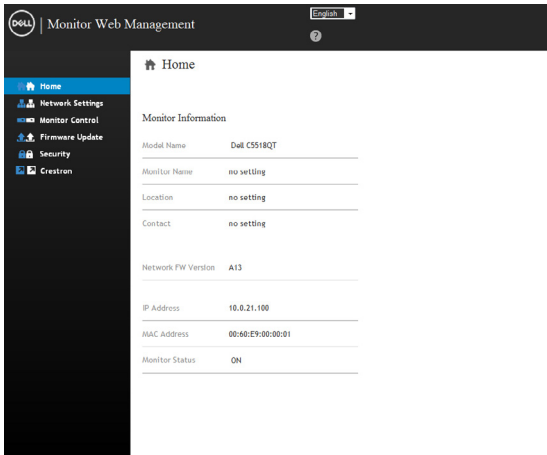 DELL Monitor Web Management
English
?
Home
Network Settings
Monitor Control
Firmware Update
Security
Crestron
Home
Monitor Information
Model Name Dell C5518QT
Monitor Name no setting
Location no setting
Contact no setting
Network FW Version A13
IP Address 10.0.21.100
MAC Address 00:60:E9:00:00:01
Monitor Status ON